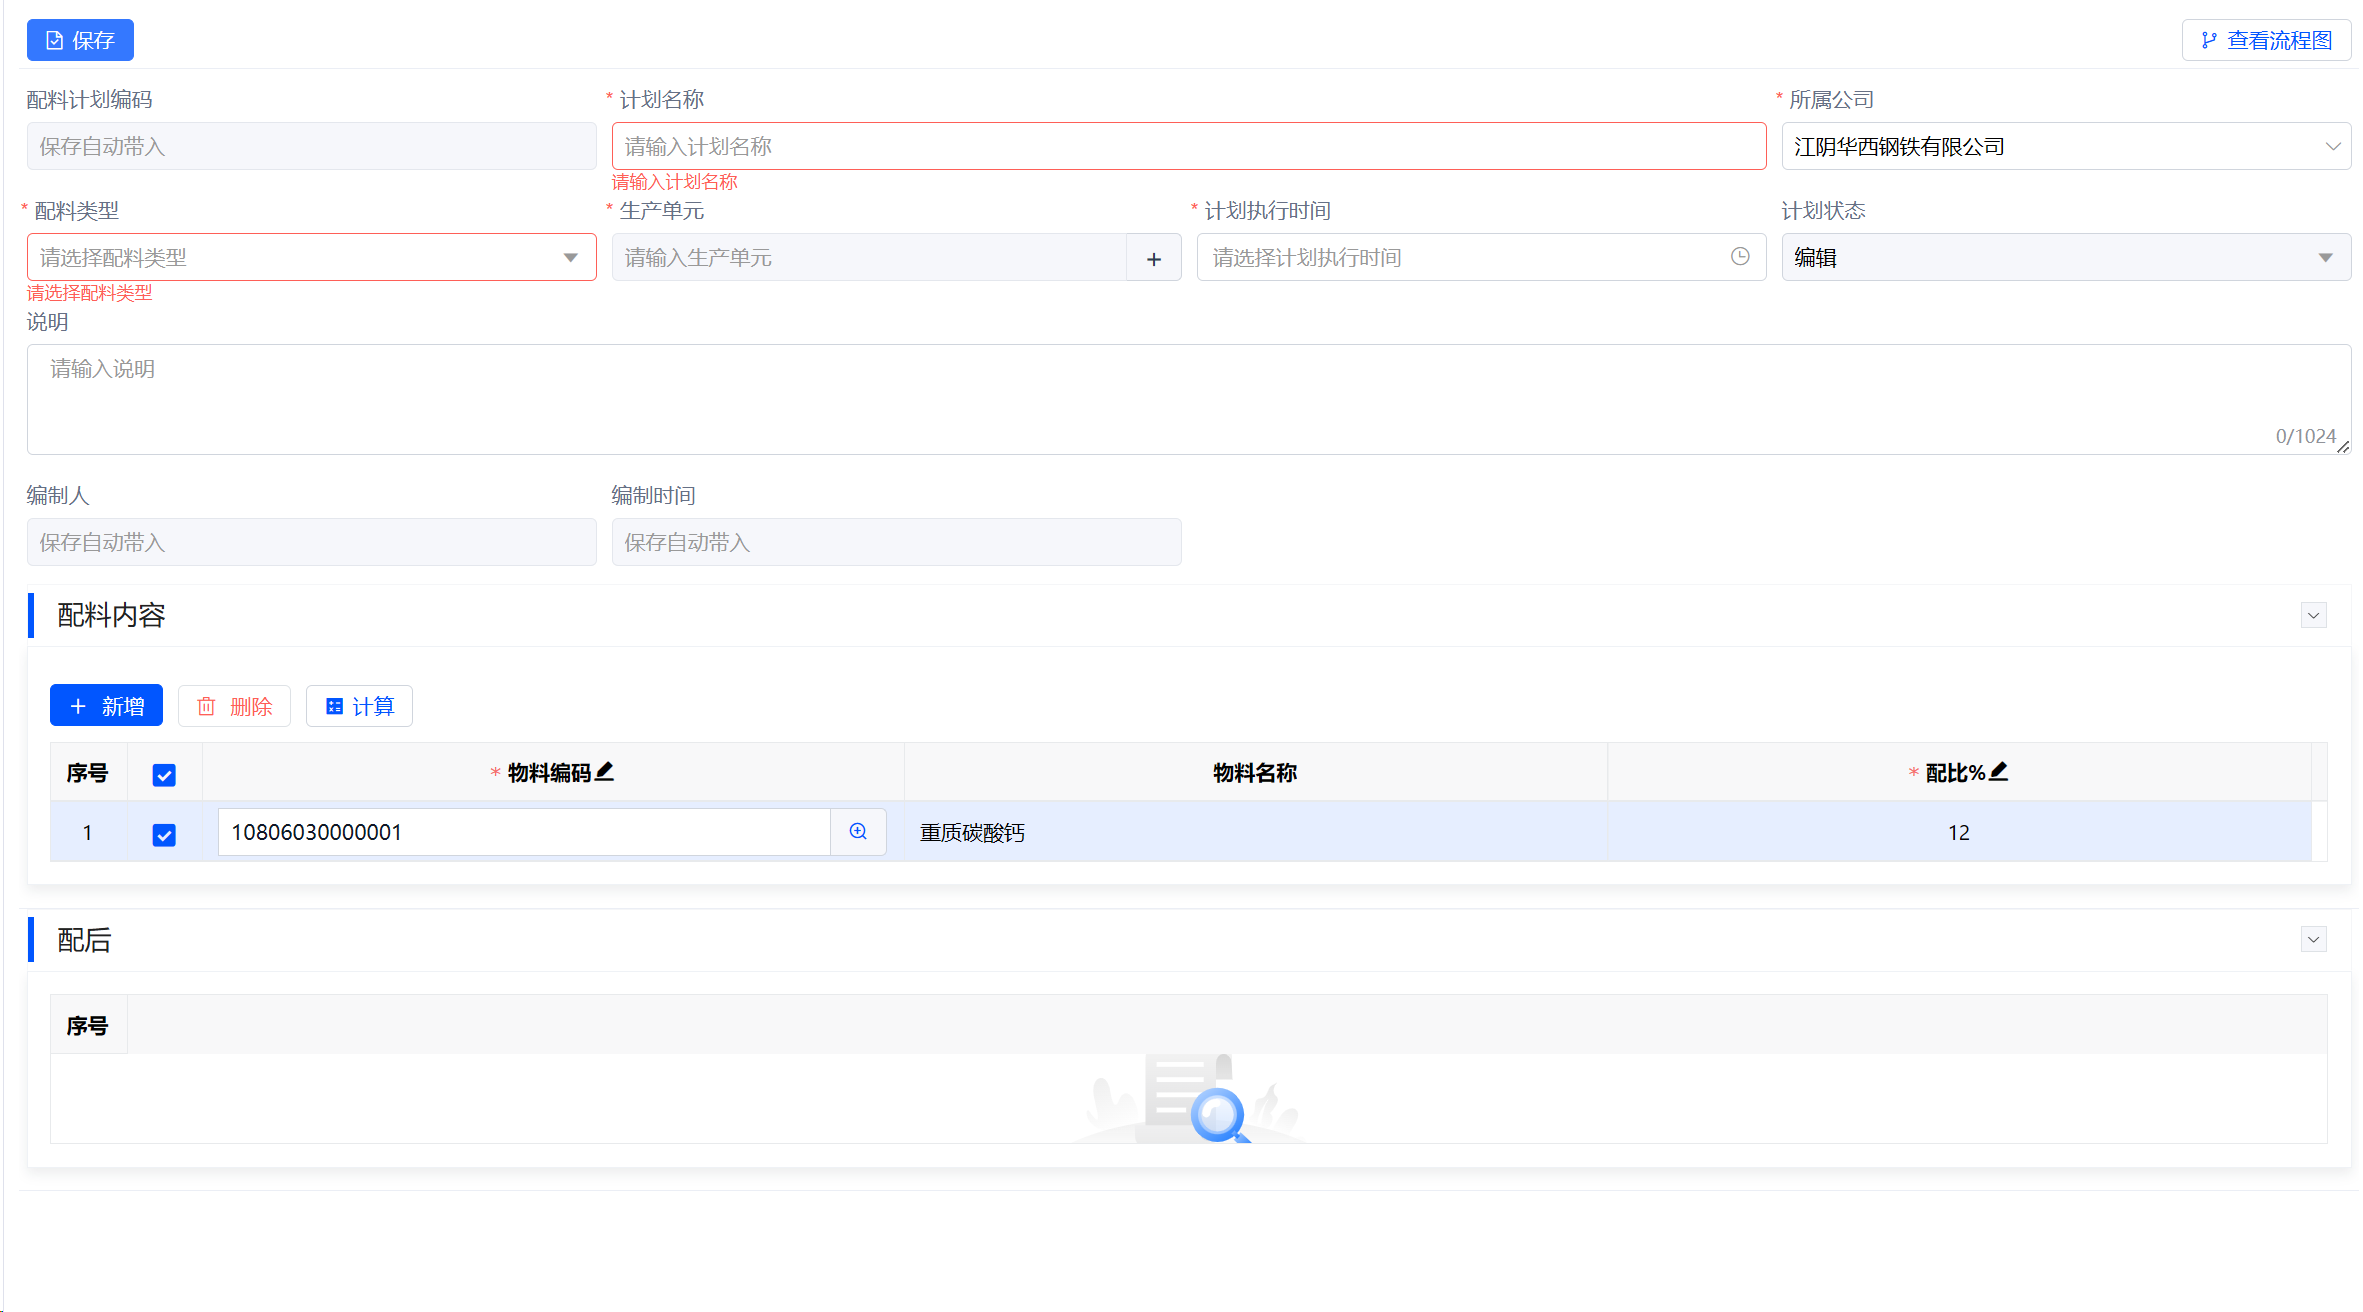 保存
查看流程图
配料计划编码
* 计划名称
* 所属公司
保存自动带入
请输入计划名称
江阴华西钢铁有限公司
请输入计划名称
* 配料类型
* 生产单元
* 计划执行时间
计划状态
请选择配料类型
请输入生产单元
+
请选择计划执行时间
编辑
请选择配料类型
说明
请输入说明
0/1024
编制人
编制时间
保存自动带入
保存自动带入
配料内容
+ 新增
删除
计算
序号
* 物料编码
物料名称
* 配比%
1
10806030000001
重质碳酸钙
12
配后
序号